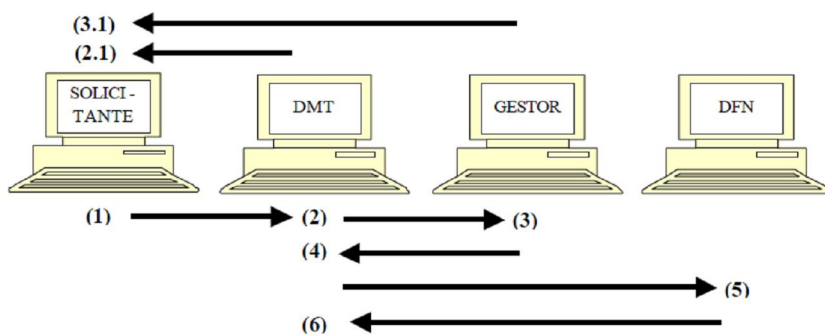 (3.1)
(2.1)
SOLICI -
TANTE
DMT
GESTOR
DFN
(1)
(2)
(3)
(4)
(5)
(6)